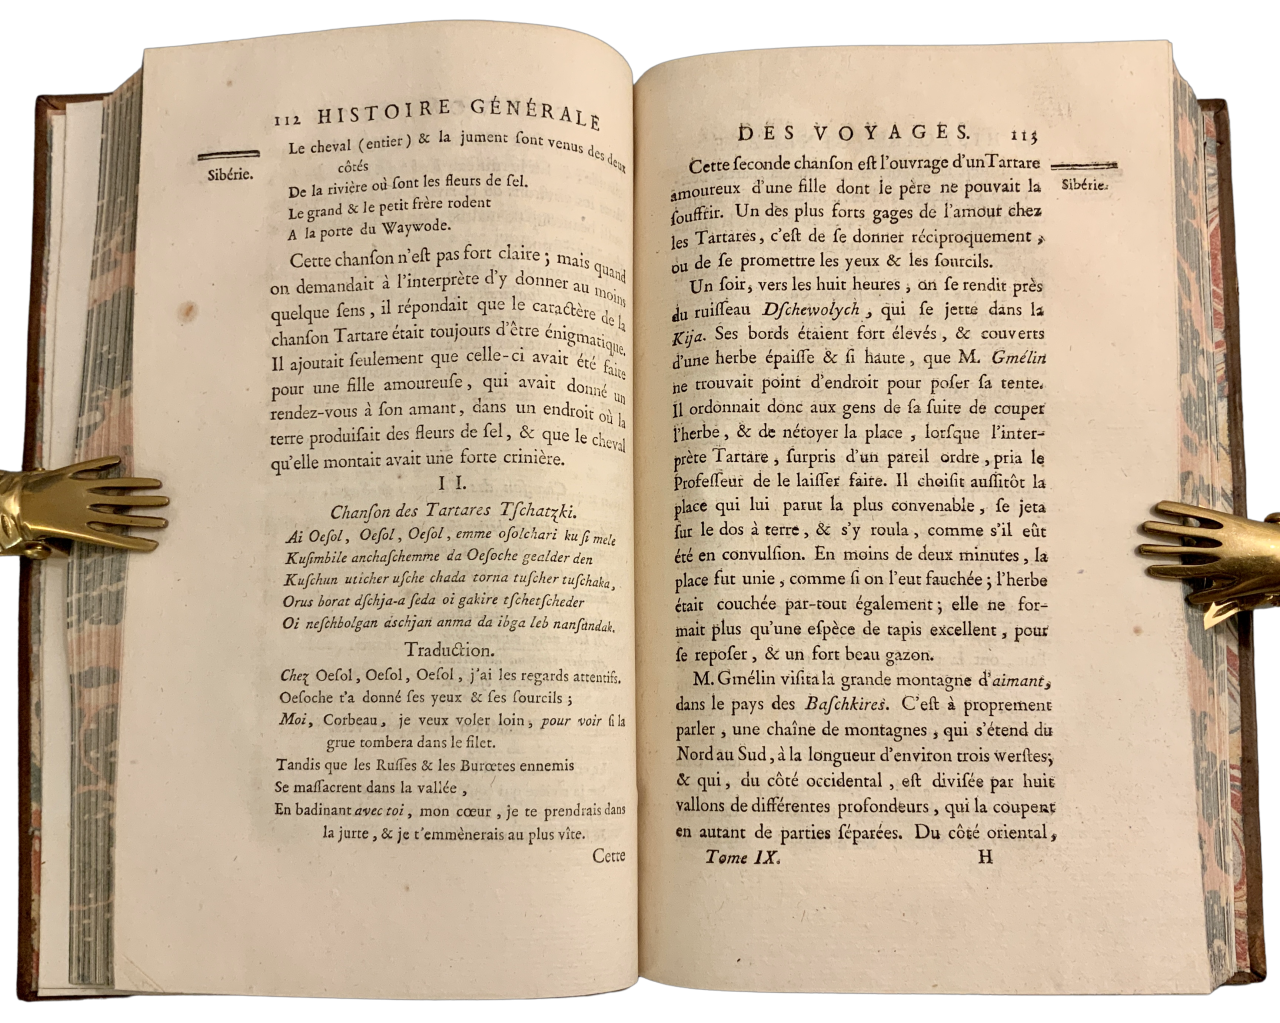 112 HISTOIRE GÉNÉRALE
Le cheval (entier) & la jument ſont venus des deux
côtés
Sibérie.
De la rivière où ſont les fleurs de ſel.
Le grand & le petit frère rodent
A la porte du Waywode.
Cette chanſon n'eſt pas fort claire ; mais quand
on demandait à l'interprète d'y donner au moins
quelque ſens, il répondait que le caractère de la
chanſon Tartare était toujours d'être énigmatique.
Il ajoutait ſeulement que celle-ci avait été faite
pour une fille amoureuſe, qui avait donné un
rendez-vous à ſon amant, dans un endroit où la
terre produiſait des fleurs de ſel, & que le cheval
qu'elle montait avait une forte crinière.
I I.
Chanſon des Tartares Tſchatzki.
Ai Oeſol, Oeſol, Oeſol, emme oſolchari ku ſi mele
Kuſimbile anchaſchemme da Oeſoche gealder den
Kuſchun uticher uſche chada torna tuſcher tuſchaka,
Orus borat dſchja-a ſeda oi gakire tſchetſcheder
Oi neſchbolgan aschjan anma da ibga leb nanſandak.
Traduction.
Chez Oeſol, Oeſol, Oeſol, j'ai les regards attentifs.
Oeſoche t'a donné ſes yeux & ſes ſourcils ;
Moi, Corbeau, je veux voler loin, pour voir ſi la
grue tombera dans le filet.
Tandis que les Ruſſes & les Burœtes ennemis
Se maſſacrent dans la vallée,
En badinant avec toi, mon cœur, je te prendrais dans
la jurte, & je t'emmènerais au plus vîte.
Cette
DES VOYAGES. 113
Cette ſeconde chanſon eſt l'ouvrage d'un Tartare
Sibérie.
amoureux d'une fille dont le père ne pouvait la
ſouffrir. Un des plus forts gages de l'amour chez
les Tartares, c'eſt de ſe donner réciproquement,
ou de ſe promettre les yeux & les ſourcils.
Un ſoir, vers les huit heures, on ſe rendit près
du ruiſſeau Dſchewolych, qui ſe jette dans la
Kija. Ses bords étaient fort élevés, & couverts
d'une herbe épaiſſe & ſi haute, que M. Gmélin
ne trouvait point d'endroit pour poſer ſa tente.
Il ordonnait donc aux gens de ſa ſuite de couper
l'herbe, & de nétoyer la place, lorſque l'inter-
prète Tartare, ſurpris d'un pareil ordre, pria le
Profeſſeur de le laiſſer faire. Il choiſit auſſitôt la
place qui lui parut la plus convenable, ſe jeta
ſur le dos à terre, & s'y roula, comme s'il eût
été en convulſion. En moins de deux minutes, la
place fut unie, comme ſi on l'eut fauchée ; l'herbe
était couchée par-tout également ; elle ne for-
mait plus qu'une eſpèce de tapis excellent, pour
ſe repoſer, & un fort beau gazon.
M. Gmélin viſita la grande montagne d'aimant,
dans le pays des Baſchkires. C'eſt à proprement
parler, une chaîne de montagnes, qui s'étend du
Nord au Sud, à la longueur d'environ trois werſtes,
& qui, du côté occidental, eſt diviſée par huit
vallons de différentes profondeurs, qui la coupent
en autant de parties ſéparées. Du côté oriental,
Tome IX. H